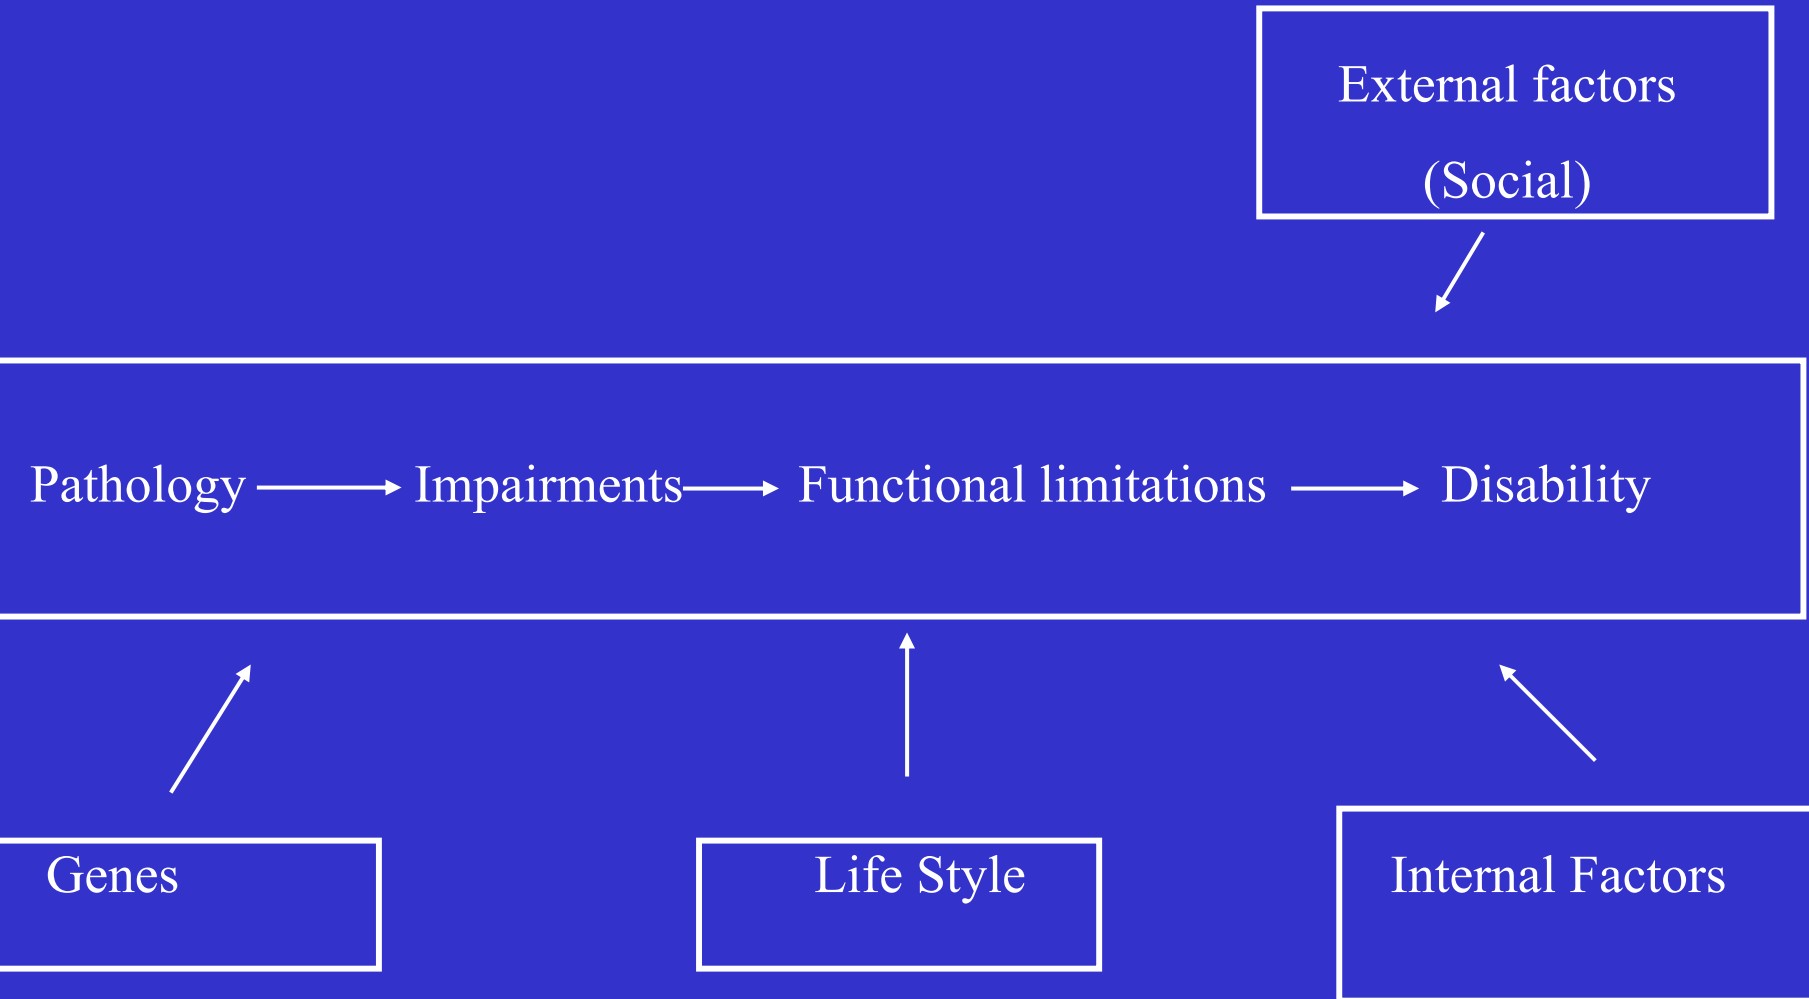 External factors
(Social)
Pathology Impairments Functional limitations Disability
Genes Life Style Internal Factors